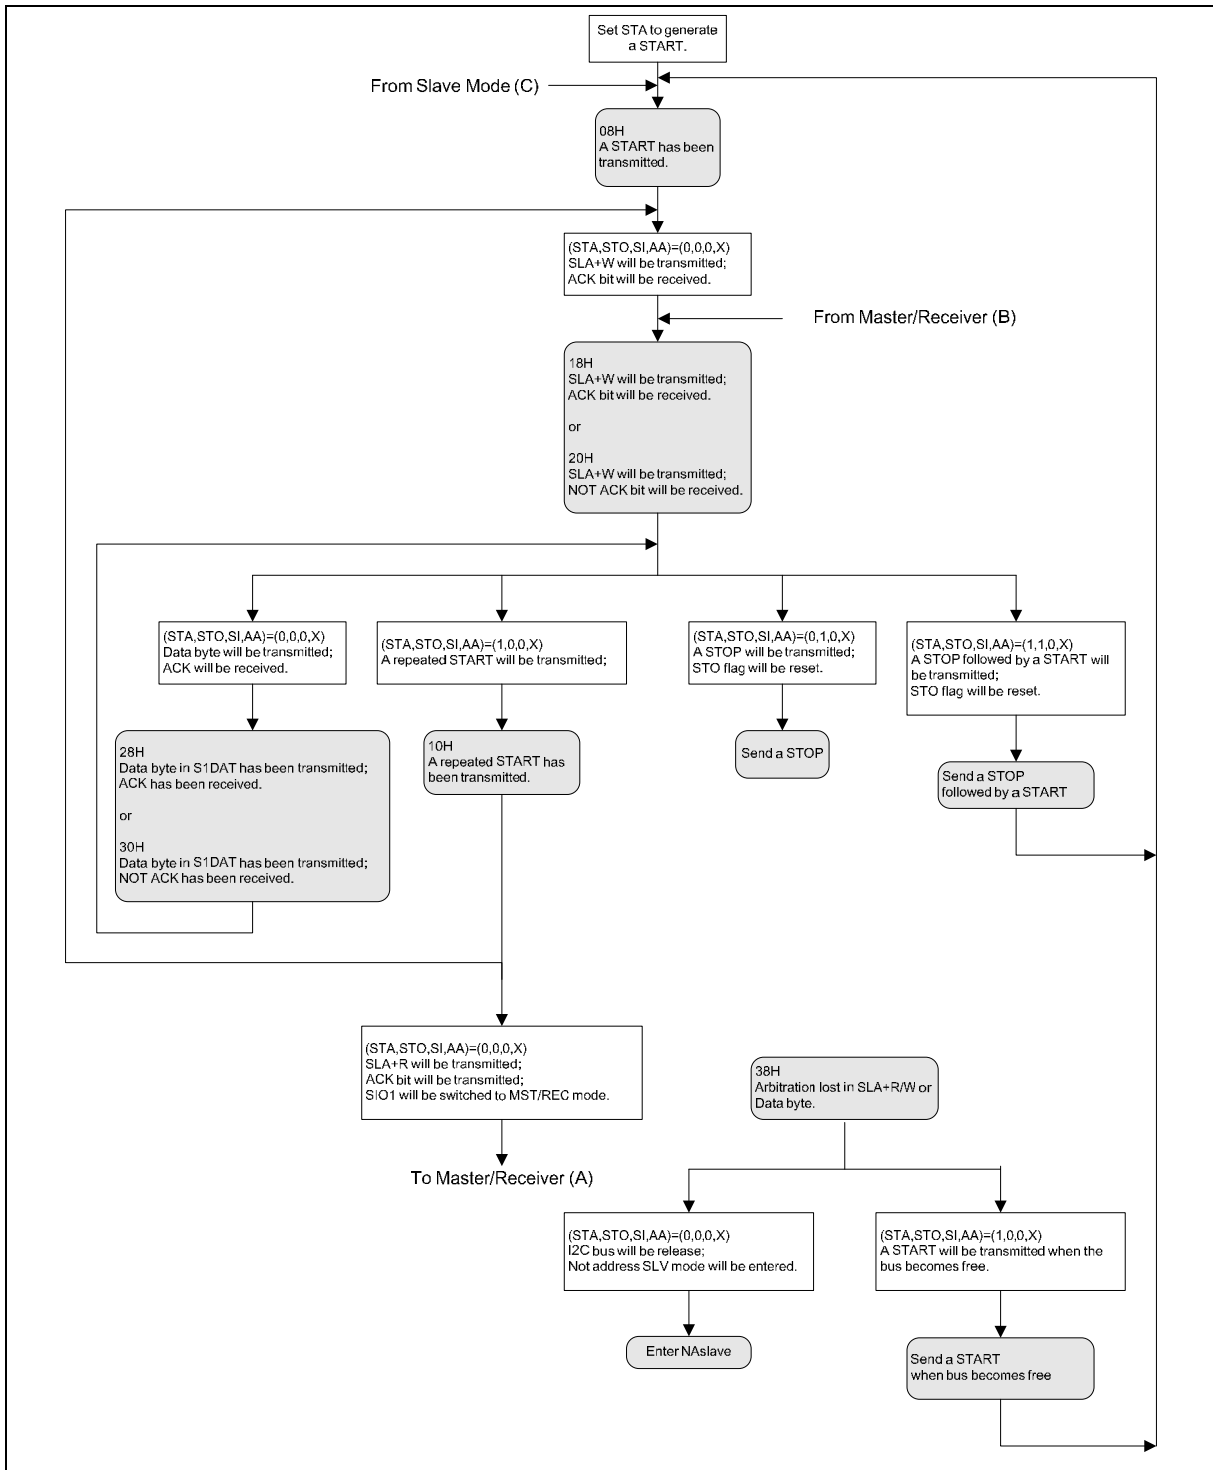 Set STA to generate
a START.
From Slave Mode (C)
08H
A START has been
transmitted.
(STA,STO,SI,AA)=(0,0,0,X)
SLA+W will be transmitted;
ACK bit will be received.
From Master/Receiver (B)
18H
SLA+W will be transmitted;
ACK bit will be received.
or
20H
SLA+W will be transmitted;
NOT ACK bit will be received.
(STA,STO,SI,AA)=(0,0,0,X)
Data byte will be transmitted;
ACK will be received.
(STA,STO,SI,AA)=(1,0,0,X)
A repeated START will be transmitted;
(STA,STO,SI,AA)=(0,1,0,X)
A STOP will be transmitted;
STO flag will be reset.
(STA,STO,SI,AA)=(1,1,0,X)
A STOP followed by a START will
be transmitted;
STO flag will be reset.
28H
Data byte in S1DAT has been transmitted;
ACK has been received.
or
30H
Data byte in S1DAT has been transmitted;
NOT ACK has been received.
10H
A repeated START has
been transmitted.
Send a STOP
Send a STOP
followed by a START
(STA,STO,SI,AA)=(0,0,0,X)
SLA+R will be transmitted;
ACK bit will be transmitted;
SIO1 will be switched to MST/REC mode.
To Master/Receiver (A)
38H
Arbitration lost in SLA+R/W or
Data byte.
(STA,STO,SI,AA)=(0,0,0,X)
I2C bus will be release;
Not address SLV mode will be entered.
(STA,STO,SI,AA)=(1,0,0,X)
A START will be transmitted when the
bus becomes free.
Enter NAslave
Send a START
when bus becomes free